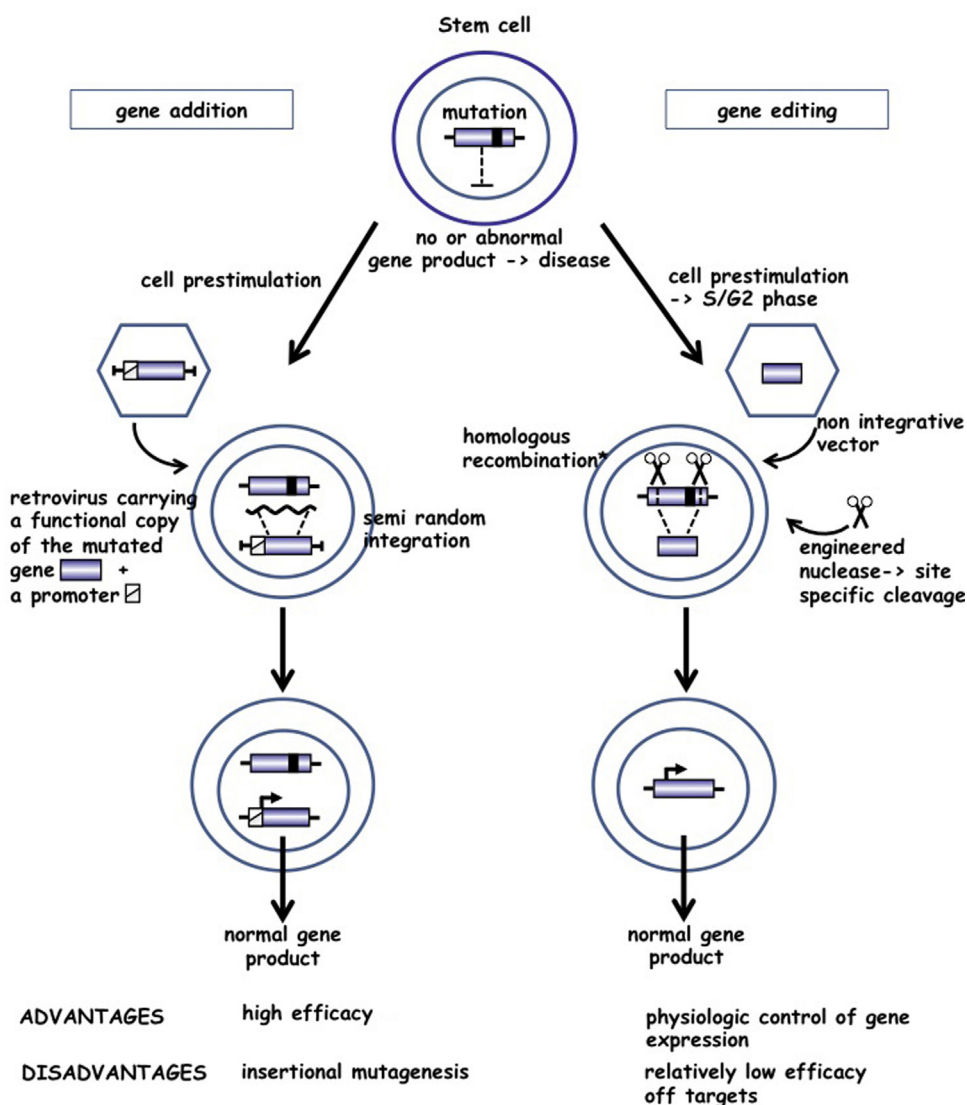 Stem cell
gene addition
mutation
gene editing
no or abnormal
gene product -> disease
cell prestimulation
cell prestimulation
-> S/G2 phase
homologous
recombination*
non integrative
vector
retrovirus carrying
a functional copy
of the mutated
gene +
a promoter
semi random
integration
engineered
nuclease-> site
specific cleavage
normal gene
product
normal gene
product
ADVANTAGES
high efficacy
physiologic control of gene
expression
DISADVANTAGES
insertional mutagenesis
relatively low efficacy
off targets